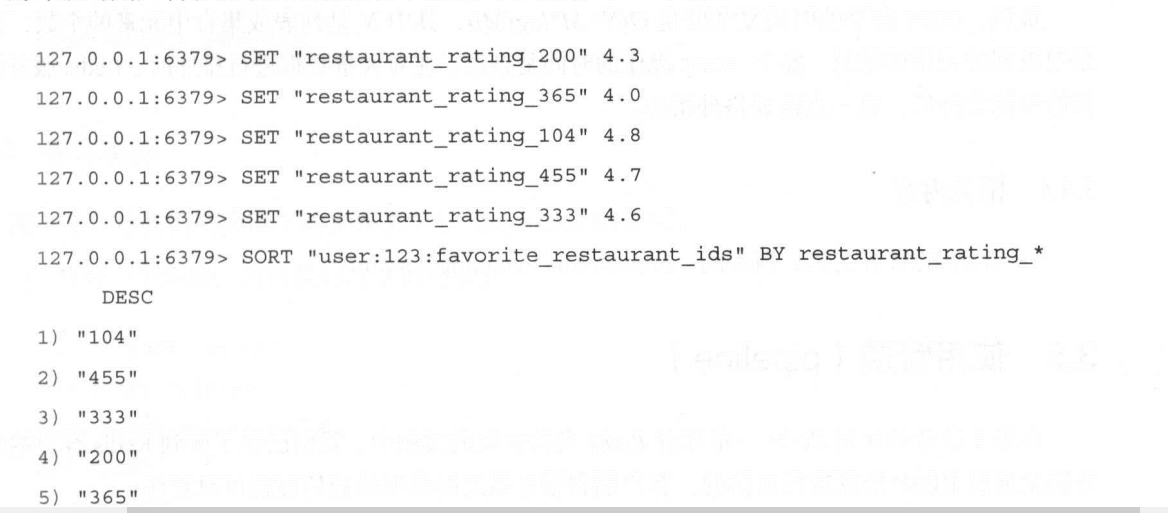 127.0.0.1:6379> SET "restaurant_rating_200" 4.3
127.0.0.1:6379> SET "restaurant_rating_365" 4.0
127.0.0.1:6379> SET "restaurant_rating_104" 4.8
127.0.0.1:6379> SET "restaurant_rating_455" 4.7
127.0.0.1:6379> SET "restaurant_rating_333" 4.6
127.0.0.1:6379> SORT "user:123:favorite_restaurant_ids" BY restaurant_rating_*
DESC
1) "104"
2) "455"
3) "333"
4) "200"
5) "365"